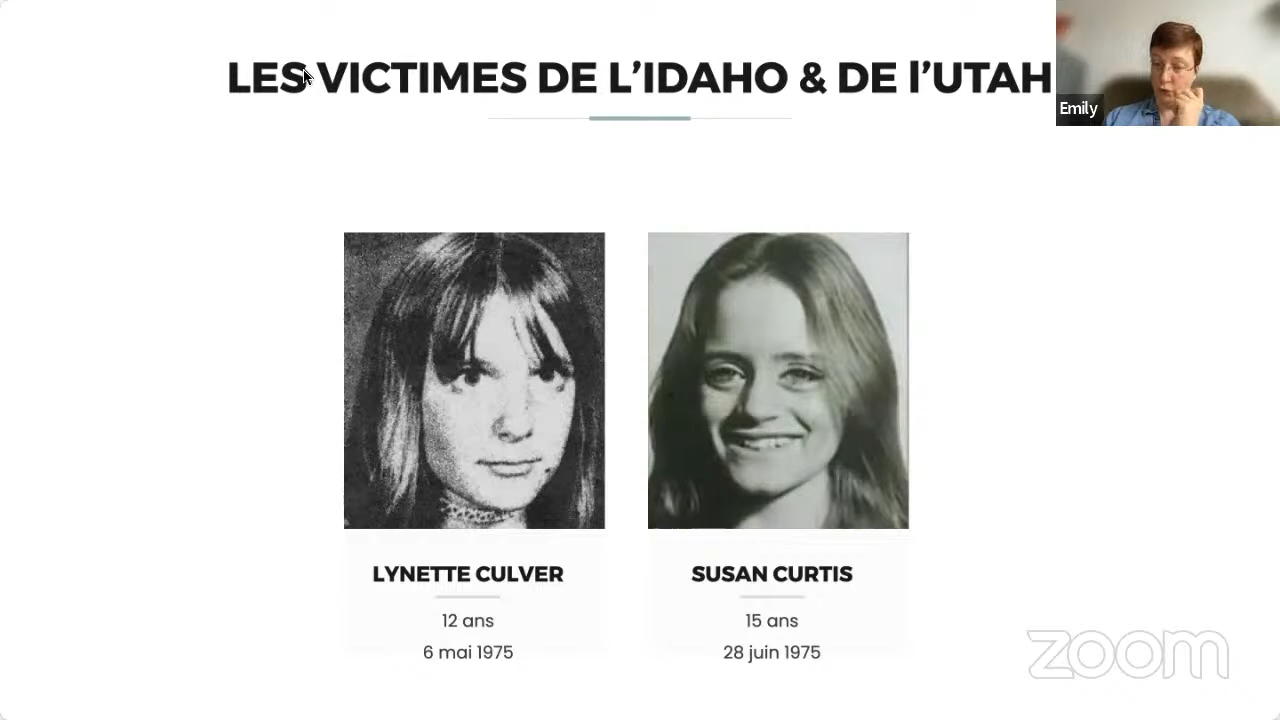 LES VICTIMES DE L’IDAHO & DE l’UTAH
Emily
LYNETTE CULVER
12 ans
6 mai 1975
SUSAN CURTIS
15 ans
28 juin 1975
zoom